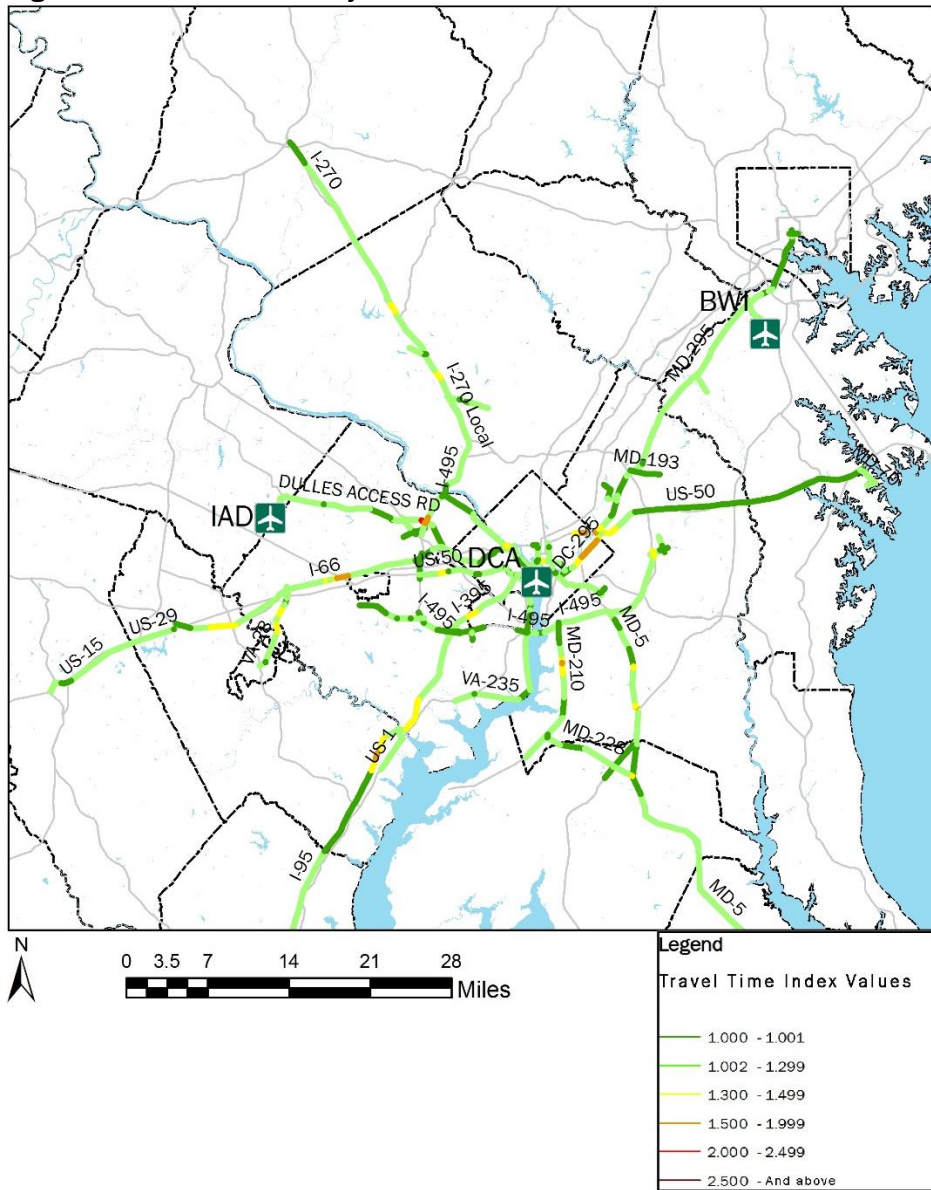 I-270
BWI
MD-295
I-270 Local
I-495
MD-193
US-50
DULLES ACCESS RD
IAD
DC-295
US-50
DCA
I-66
I-395
I-495
I-495
I-495
MD-5
US-29
US-15
MD-210
VA-235
US-1
MD-228
I-95
MD-5
N
0 3.5 7 14 21 28
Miles
Legend
Travel Time Index Values
1.000 - 1.001
1.002 - 1.299
1.300 - 1.499
1.500 - 1.999
2.000 - 2.499
2.500 - And above